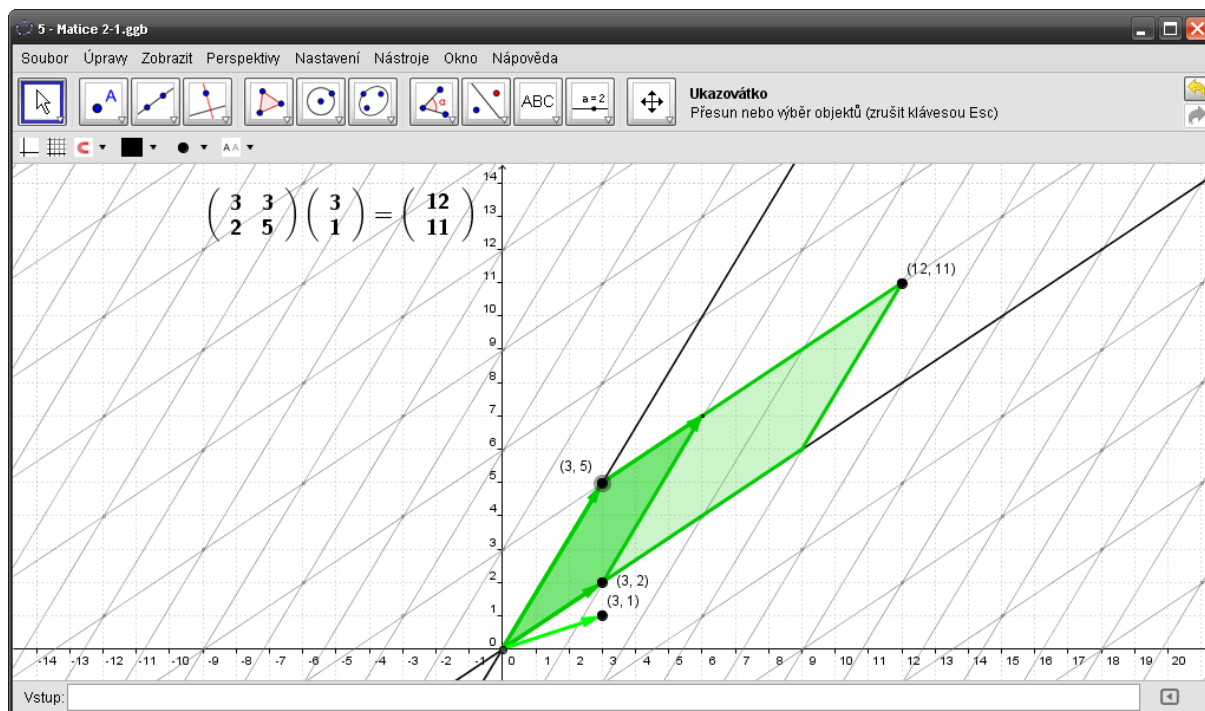 5 - Matice 2-1.ggb
Soubor Úpravy Zobrazit Perspektivy Nastavení Nástroje Okno Nápověda
A α ABC a=2 Ukazovátko
Přesun nebo výběr objektů (zrušit klávesou Esc)
AA
14
( 3 3 ) ( 3 ) = ( 12 )
( 2 5 ) ( 1 ) ( 11 )
13
12
(12, 11)
11
10
9
8
7
6
(3, 5)
5
4
3
2
(3, 2)
(3, 1)
1
0
-14 -13 -12 -11 -10 -9 -8 -7 -6 -5 -4 -3 -2 -1 0 1 2 3 4 5 6 7 8 9 10 11 12 13 14 15 16 17 18 19 20
Vstup: